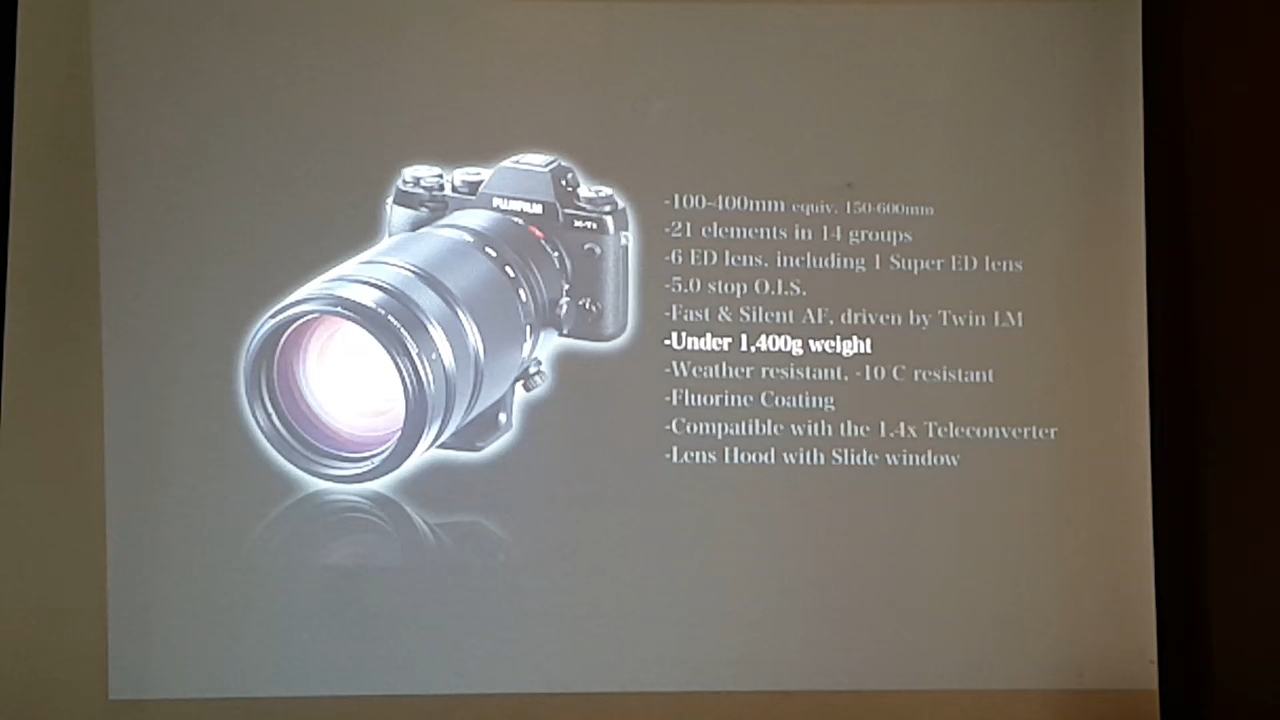 FUJIFILM
X-T1
-100-400mm equiv. 150-600mm
-21 elements in 14 groups
-6 ED lens, including 1 Super ED lens
-5.0 stop O.I.S.
-Fast & Silent AF, driven by Twin LM
-Under 1,400g weight
-Weather resistant, -10°C resistant
-Fluorine Coating
-Compatible with the 1.4x Teleconverter
-Lens Hood with Slide window